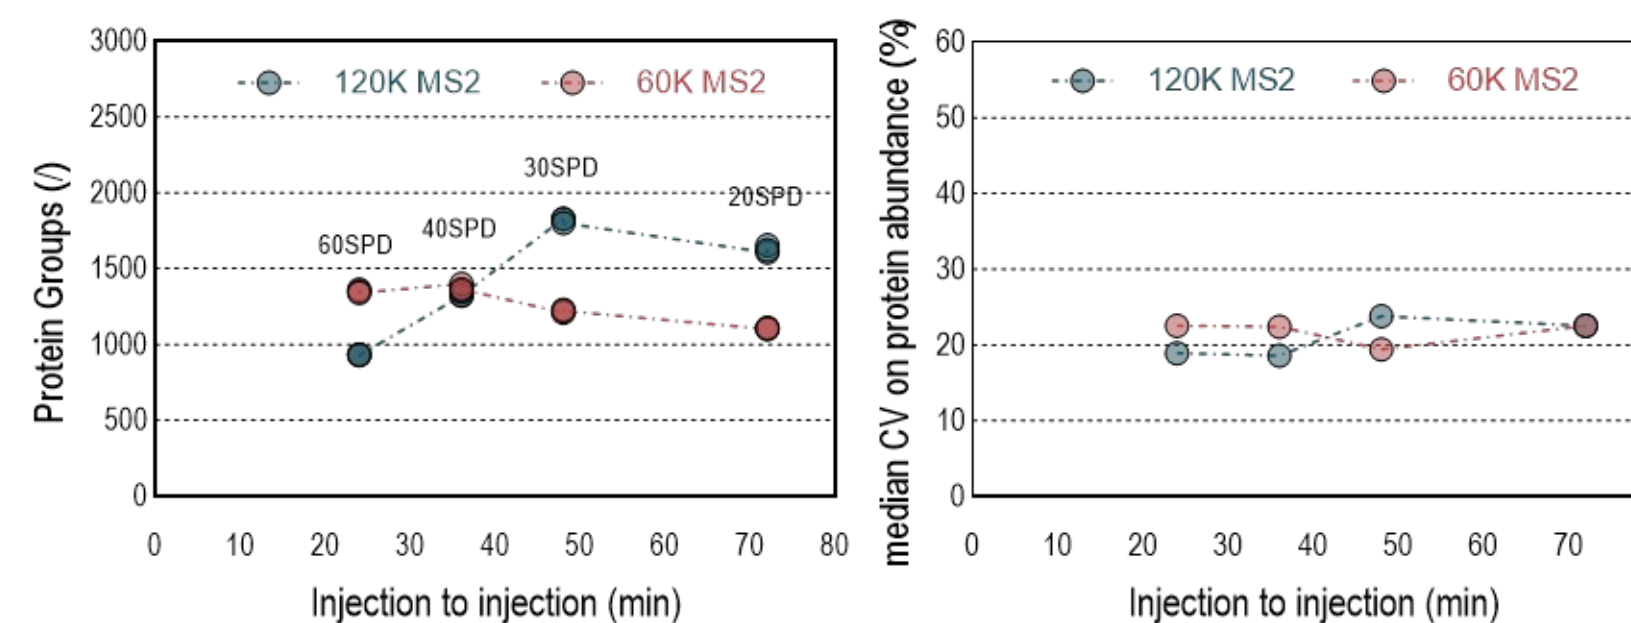 Protein Groups (/)
3000
2500
2000
1500
1000
500
0
120K MS2
60K MS2
60SPD
40SPD
30SPD
20SPD
0 10 20 30 40 50 60 70 80
Injection to injection (min)
median CV on protein abundance (%)
60
50
40
30
20
10
0
120K MS2
60K MS2
0 10 20 30 40 50 60 70
Injection to injection (min)